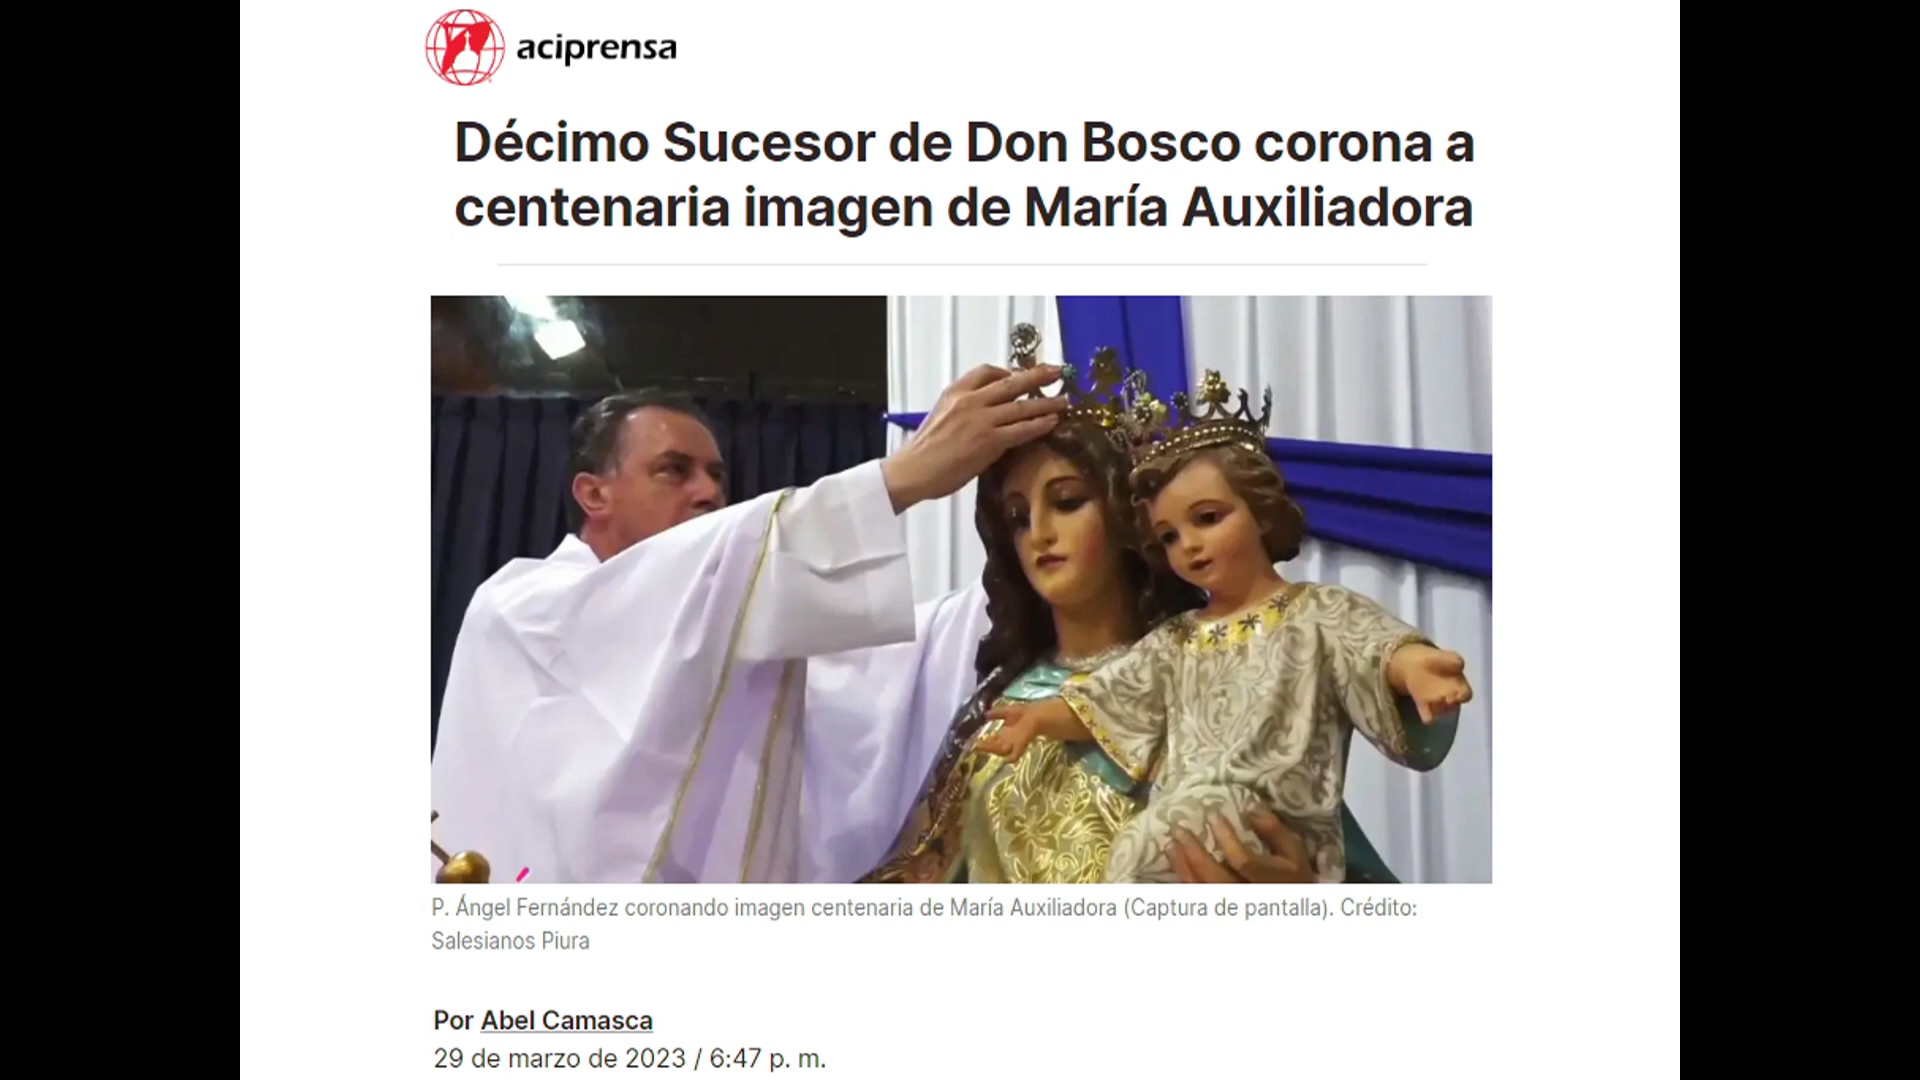 aciprensa
Décimo Sucesor de Don Bosco corona a
centenaria imagen de María Auxiliadora
P. Ángel Fernández coronando imagen centenaria de María Auxiliadora (Captura de pantalla). Crédito:
Salesianos Piura
Por Abel Camasca
29 de marzo de 2023 / 6:47 p. m.